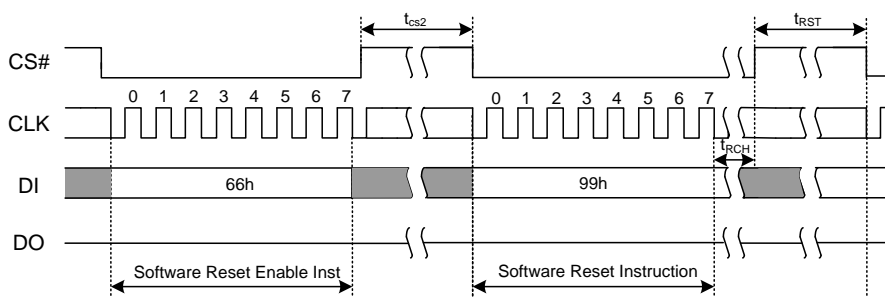 tcs2 tRST
CS#
0 1 2 3 4 5 6 7 0 1 2 3 4 5 6 7
CLK
tRCH
DI 66h 99h
DO
Software Reset Enable Inst Software Reset Instruction